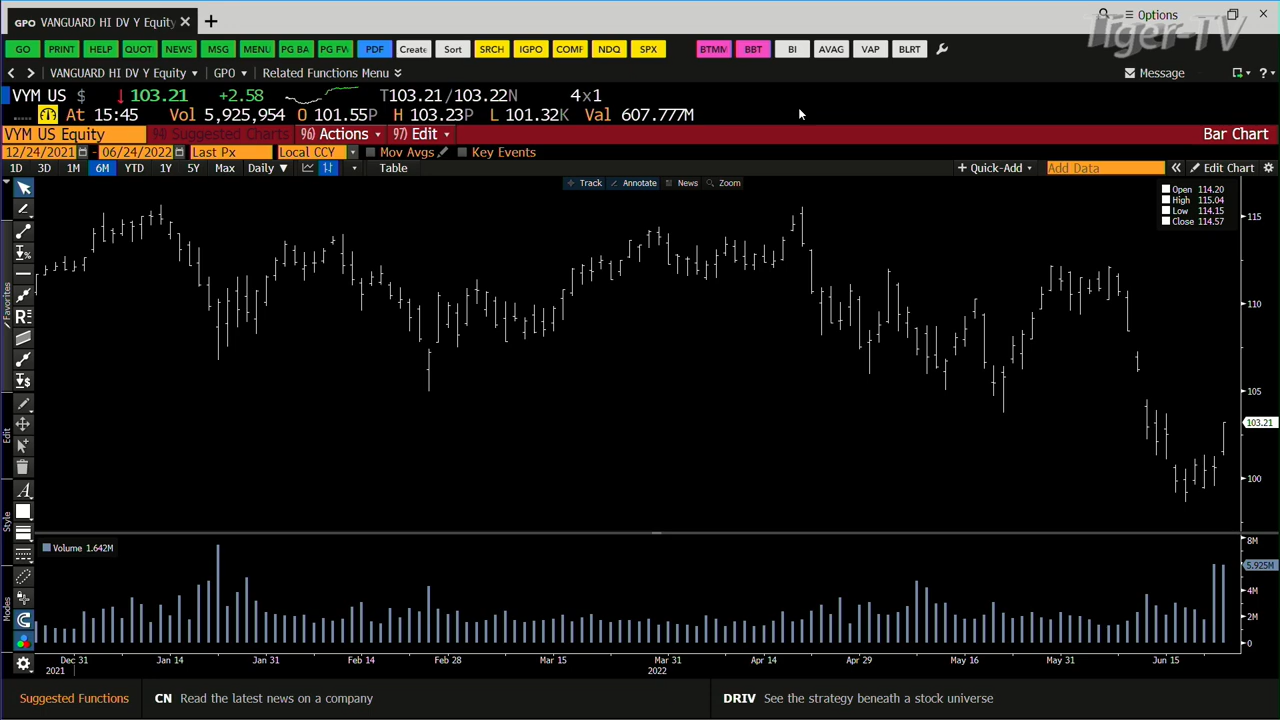 GPO VANGUARD HI DV Y Equity
Options
Tiger-TV
GO PRINT HELP QUOT NEWS MSG MENU PG BA PG FW PDF Create Sort SRCH IGPO COMF NDQ SPX BTMM BBT BI AVAG VAP BLRT
VANGUARD HI DV Y Equity GPO Related Functions Menu Message ?
VYM US $ 103.21 +2.58 T103.21/103.22N 4x1
At 15:45 Vol 5,925,954 O 101.55P H 103.23P L 101.32K Val 607.777M
VYM US Equity 94) Suggested Charts 96) Actions 97) Edit Bar Chart
12/24/2021 - 06/24/2022 Last Px Local CCY Mov Avgs Key Events
1D 3D 1M 6M YTD 1Y 5Y Max Daily Table + Quick-Add Add Data Edit Chart
Track Annotate News Zoom
Open 114.20
High 115.04
Low 114.15
Close 114.57
115
110
105
103.21
100
Favorites
Edit
Style
Modes
Volume 1.642M
8M
5.925M
4M
2M
0
Dec 31 Jan 14 Jan 31 Feb 14 Feb 28 Mar 15 Mar 31 Apr 14 Apr 29 May 16 May 31 Jun 15
2021 2022
Suggested Functions CN Read the latest news on a company DRIV See the strategy beneath a stock universe